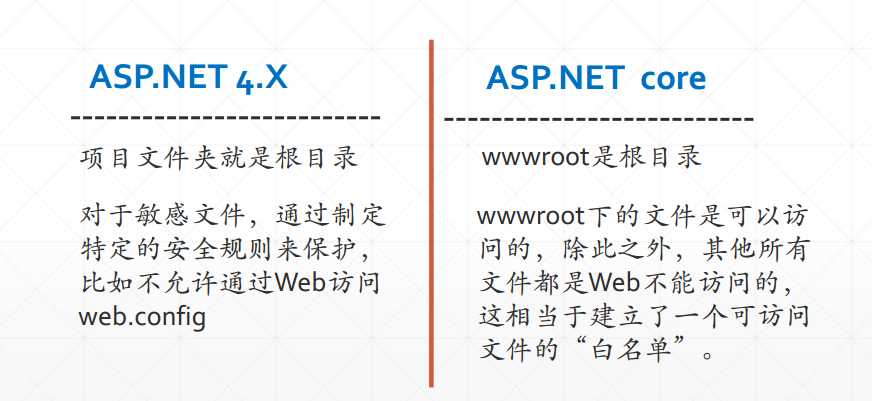 ASP.NET 4.X
项目文件夹就是根目录
对于敏感文件，通过制定
特定的安全规则来保护，
比如不允许通过Web访问
web.config
ASP.NET core
wwwroot是根目录
wwwroot下的文件是可以访
问的，除此之外，其他所有
文件都是Web不能访问的，
这相当于建立了一个可访问
文件的“白名单”。